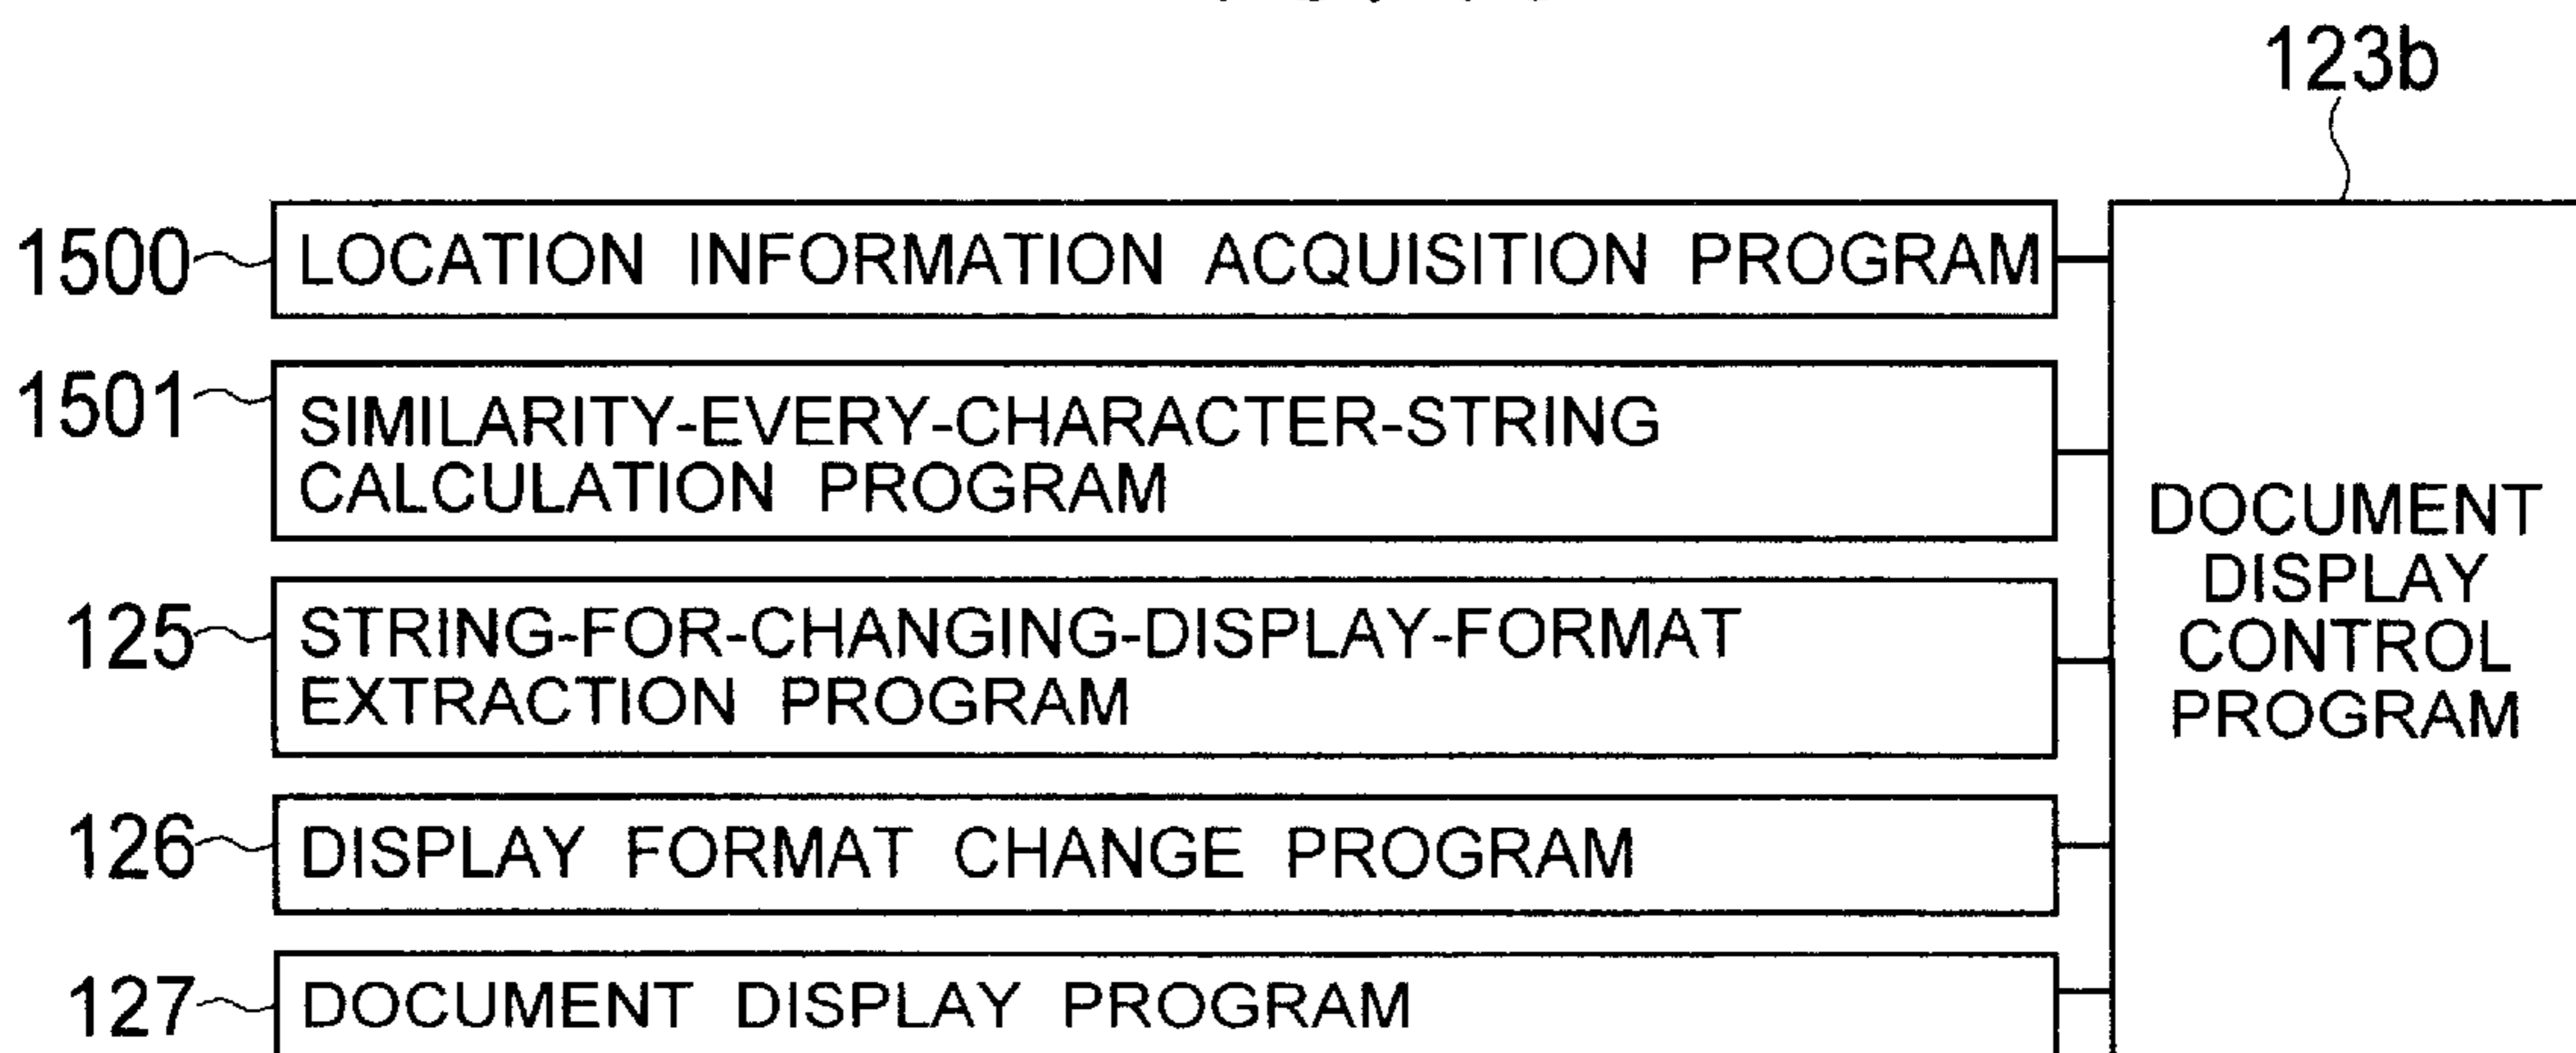 123b
1500
LOCATION INFORMATION ACQUISITION PROGRAM
1501
SIMILARITY-EVERY-CHARACTER-STRING
CALCULATION PROGRAM
125
STRING-FOR-CHANGING-DISPLAY-FORMAT
EXTRACTION PROGRAM
126
DISPLAY FORMAT CHANGE PROGRAM
127
DOCUMENT DISPLAY PROGRAM
DOCUMENT
DISPLAY
CONTROL
PROGRAM